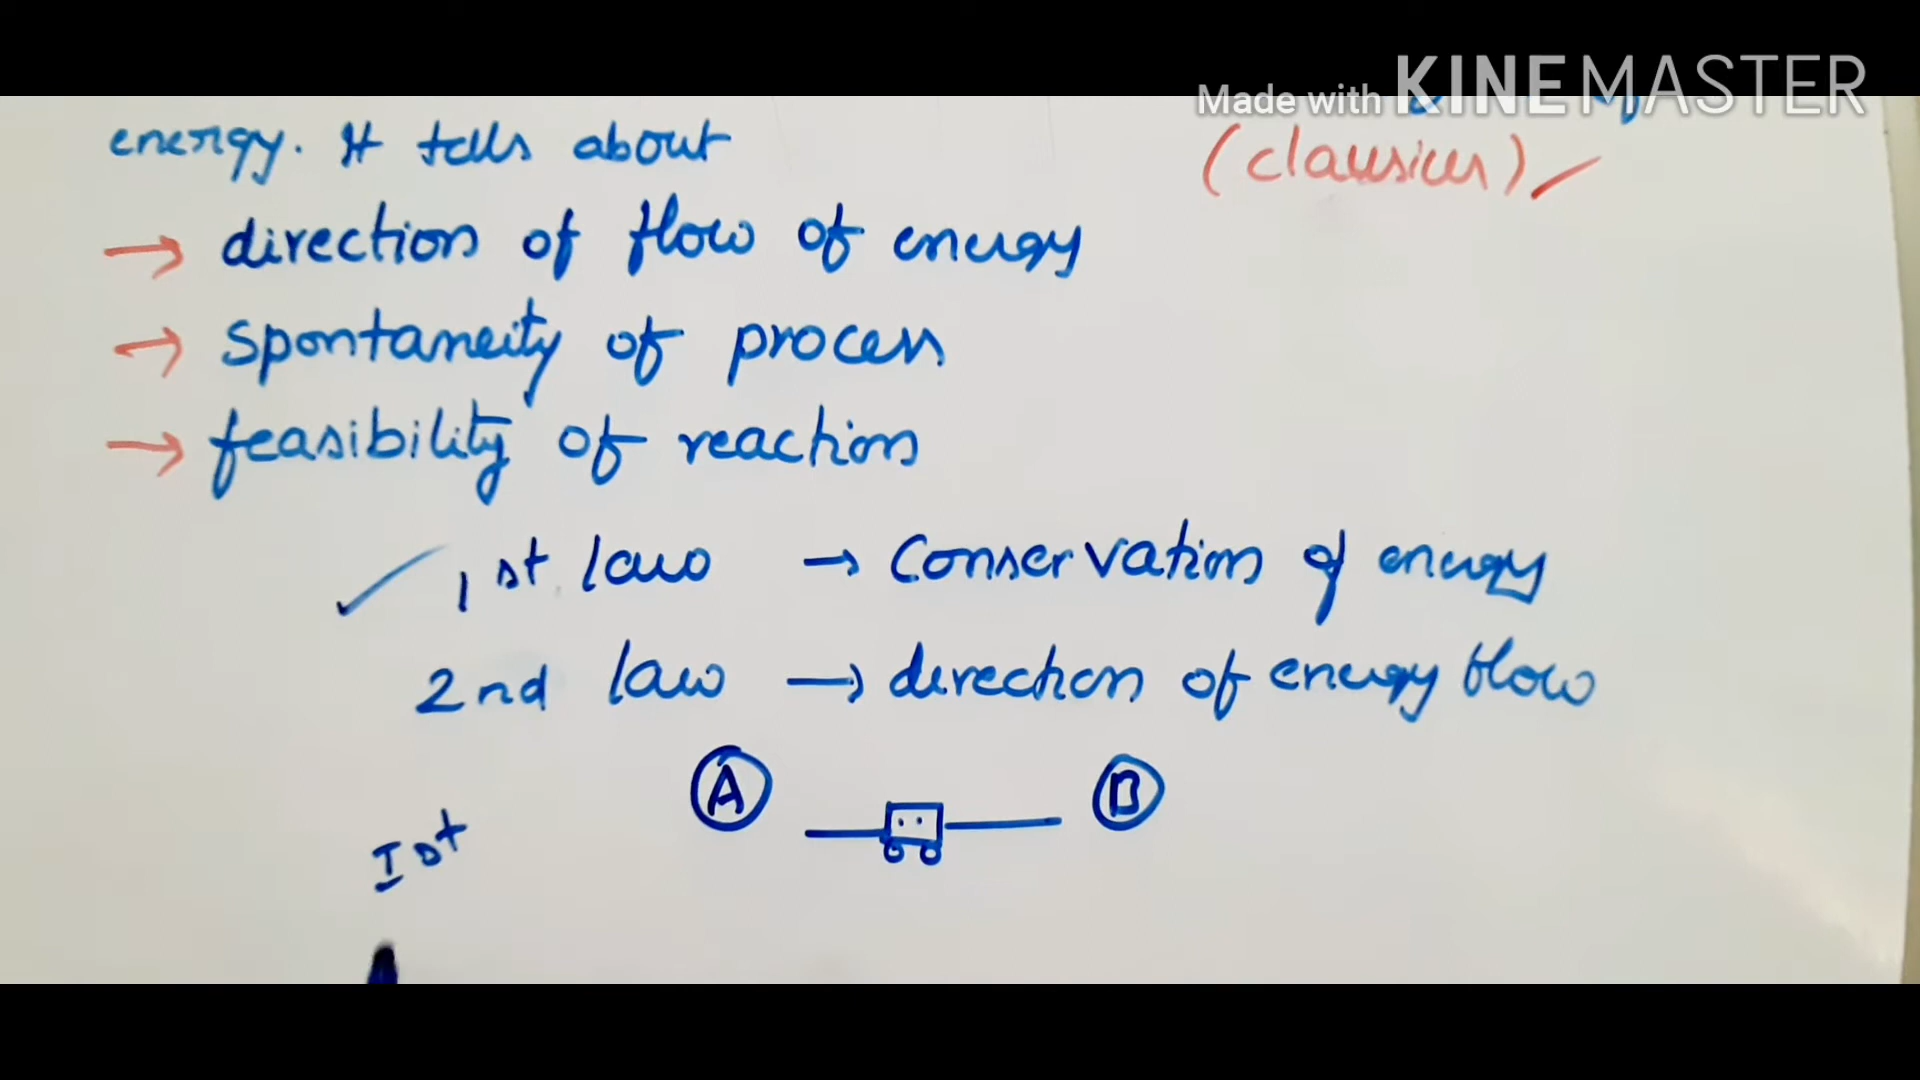 Made with KINEMASTER
energy. It tells about
(clausius)
→ direction of flow of energy
→ spontaneity of process
→ feasibility of reaction
1st law → Conservation of energy
2nd law → direction of energy flow
A B
Ist